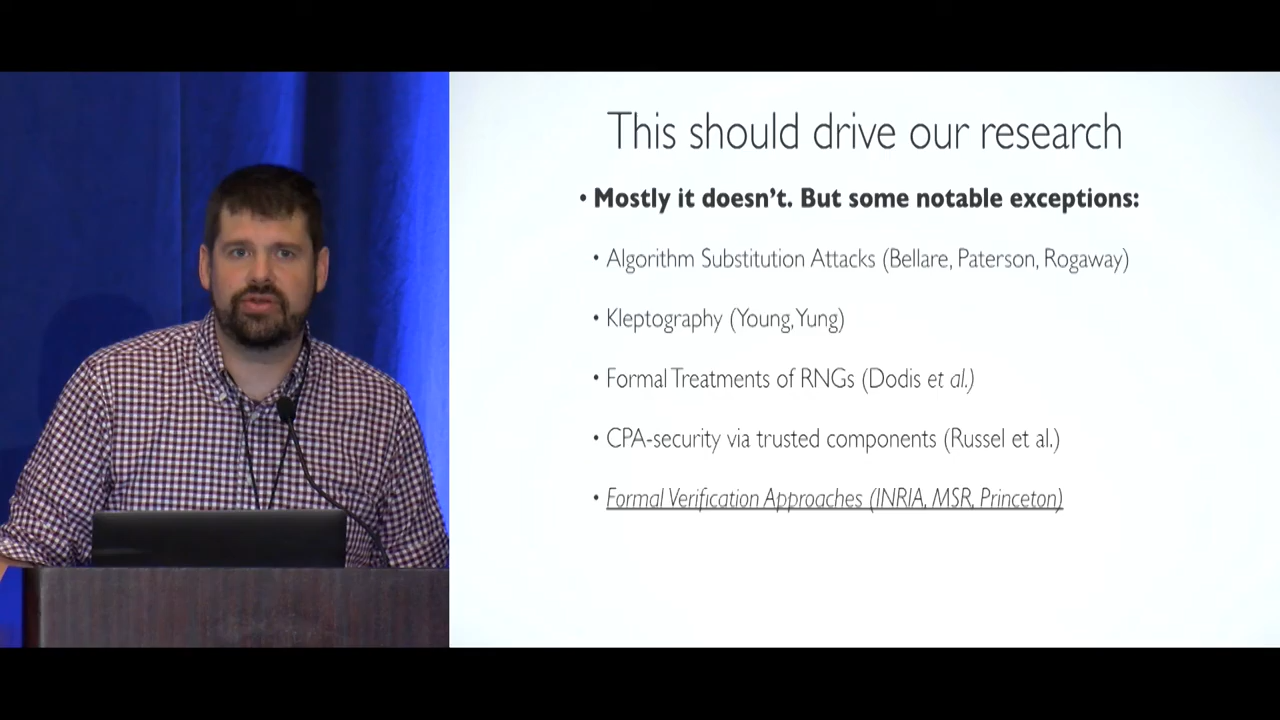 This should drive our research
• Mostly it doesn't. But some notable exceptions:
• Algorithm Substitution Attacks (Bellare, Paterson, Rogaway)
• Kleptography (Young, Yung)
• Formal Treatments of RNGs (Dodis et al.)
• CPA-security via trusted components (Russel et al.)
• Formal Verification Approaches (INRIA, MSR, Princeton)